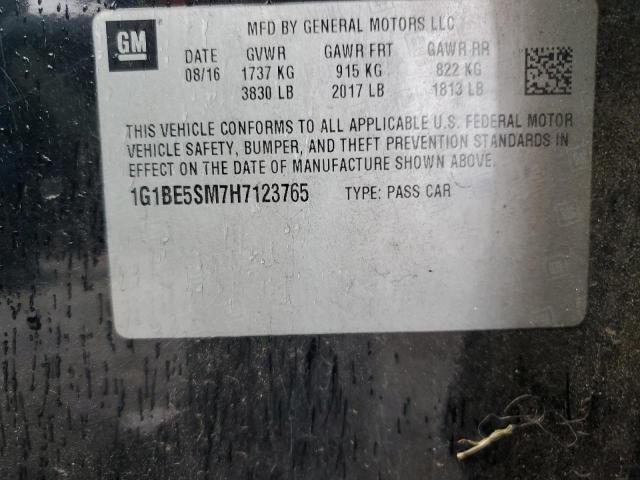 GM
MFD BY GENERAL MOTORS LLC
DATE GVWR GAWR FRT GAWR RR
08/16 1737 KG 915 KG 822 KG
3830 LB 2017 LB 1813 LB
THIS VEHICLE CONFORMS TO ALL APPLICABLE U.S. FEDERAL MOTOR
VEHICLE SAFETY, BUMPER, AND THEFT PREVENTION STANDARDS IN
EFFECT ON THE DATE OF MANUFACTURE SHOWN ABOVE.
1G1BE5SM7H7123765 TYPE: PASS CAR